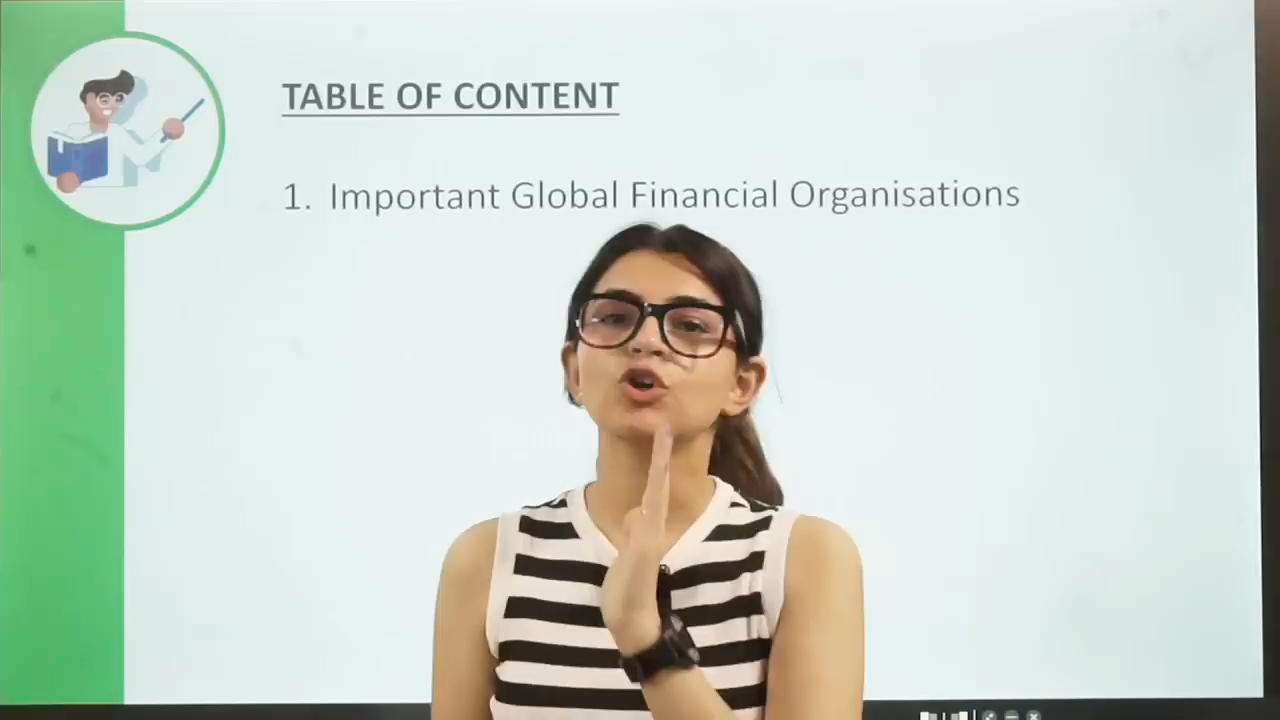 TABLE OF CONTENT
1. Important Global Financial Organisations